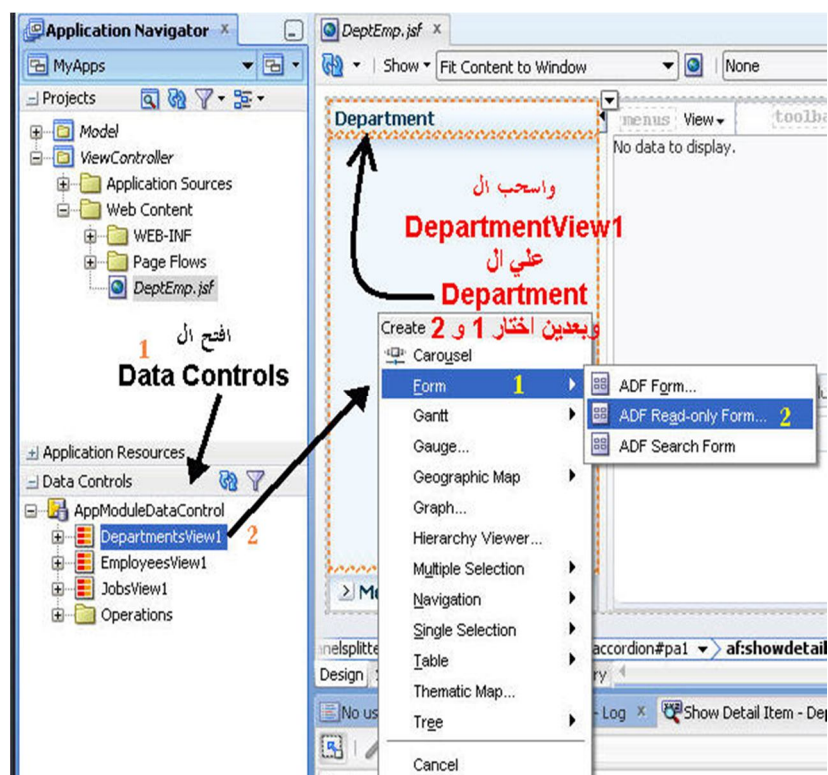 Application Navigator
MyApps
Projects
Model
ViewController
Application Sources
Web Content
WEB-INF
Page Flows
DeptEmp.jsf
1 افتح ال
Data Controls
Application Resources
Data Controls
AppModuleDataControl
DepartmentsView1 2
EmployeesView1
JobsView1
Operations
DeptEmp.jsf
Show Fit Content to Window None
Department
menus View
No data to display.
واسحب ال
DepartmentView1
علي ال
Department
وبعدين اختار 1 و 2
Create
Carousel
Form 1
Gantt
Gauge...
Geographic Map
Graph...
Hierarchy Viewer...
Multiple Selection
Navigation
Single Selection
Table
Thematic Map...
Tree
Cancel
ADF Form...
ADF Read-only Form... 2
ADF Search Form
Design
- Log Show Detail Item -